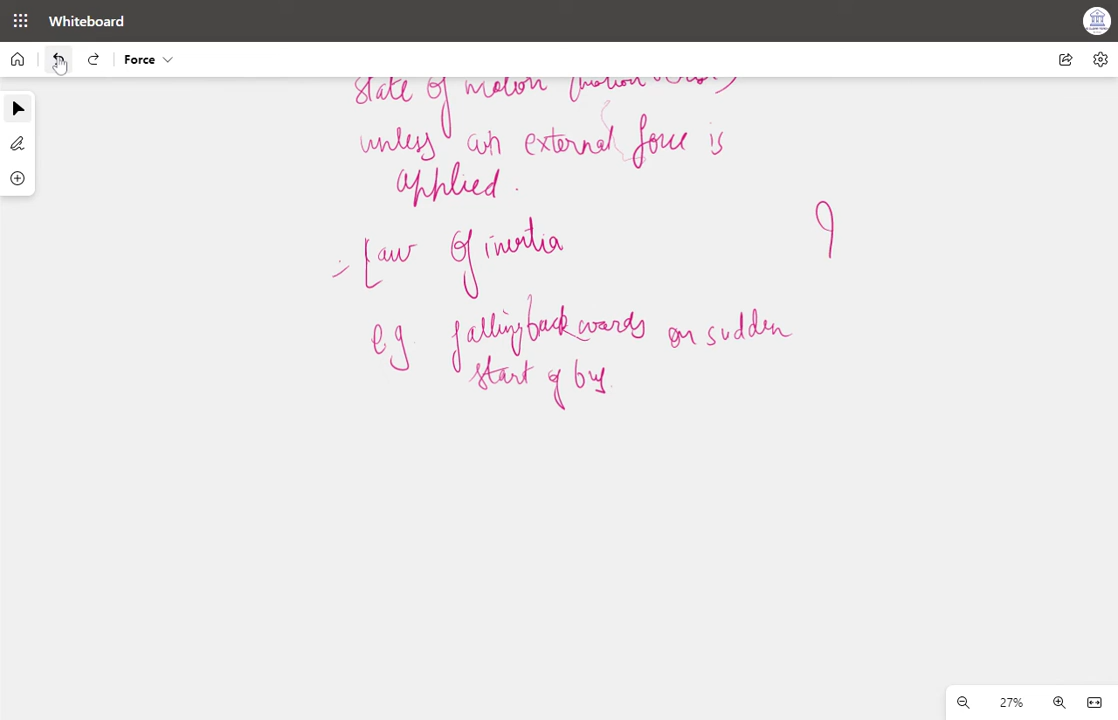 Whiteboard
Force
state of motion (motion
unless an external force is
applied.
Law of inertia
e.g. falling backwards on sudden
start of bus.
27%